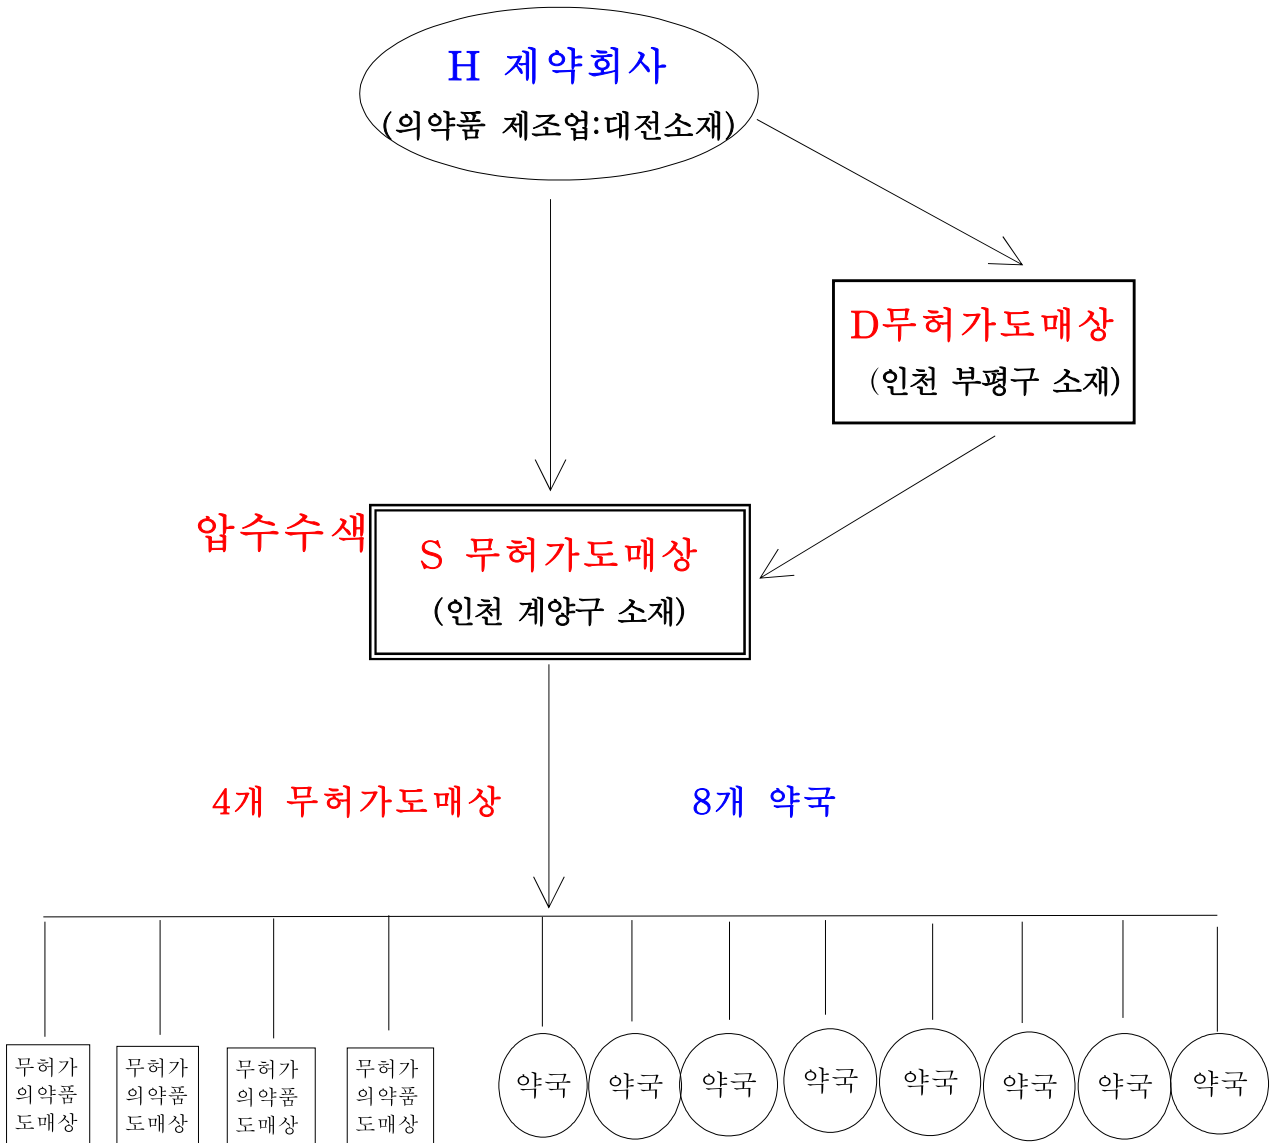 H 제약회사
(의약품 제조업:대전소재)
D무허가도매상
(인천 부평구 소재)
압수수색
S 무허가도매상
(인천 계양구 소재)
4개 무허가도매상
8개 약국
무허가
의약품
도매상
무허가
의약품
도매상
무허가
의약품
도매상
무허가
의약품
도매상
약국
약국
약국
약국
약국
약국
약국
약국